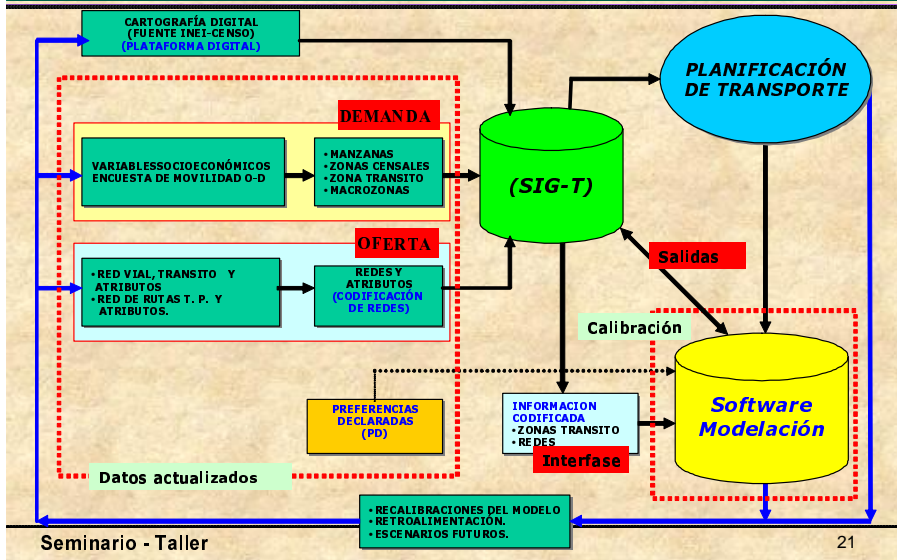 CARTOGRAFÍA DIGITAL
(FUENTE INEI-CENSO)
(PLATAFORMA DIGITAL)
PLANIFICACIÓN
DE TRANSPORTE
DEMANDA
VARIABLESSOCIOECONÓMICOS
ENCUESTA DE MOVILIDAD O-D
•MANZANAS
•ZONAS CENSALES
•ZONA TRANSITO
•MACROZONAS
(SIG-T)
OFERTA
•RED VIAL, TRANSITO Y
ATRIBUTOS
•RED DE RUTAS T. P. Y
ATRIBUTOS.
REDES Y
ATRIBUTOS
(CODIFICACIÓN
DE REDES)
Salidas
Calibración
PREFERENCIAS
DECLARADAS
(PD)
INFORMACION
CODIFICADA
•ZONAS TRANSITO
•REDES
Interfase
Software
Modelación
Datos actualizados
•RECALIBRACIONES DEL MODELO
•RETROALIMENTACIÓN.
•ESCENARIOS FUTUROS.
Seminario - Taller
21